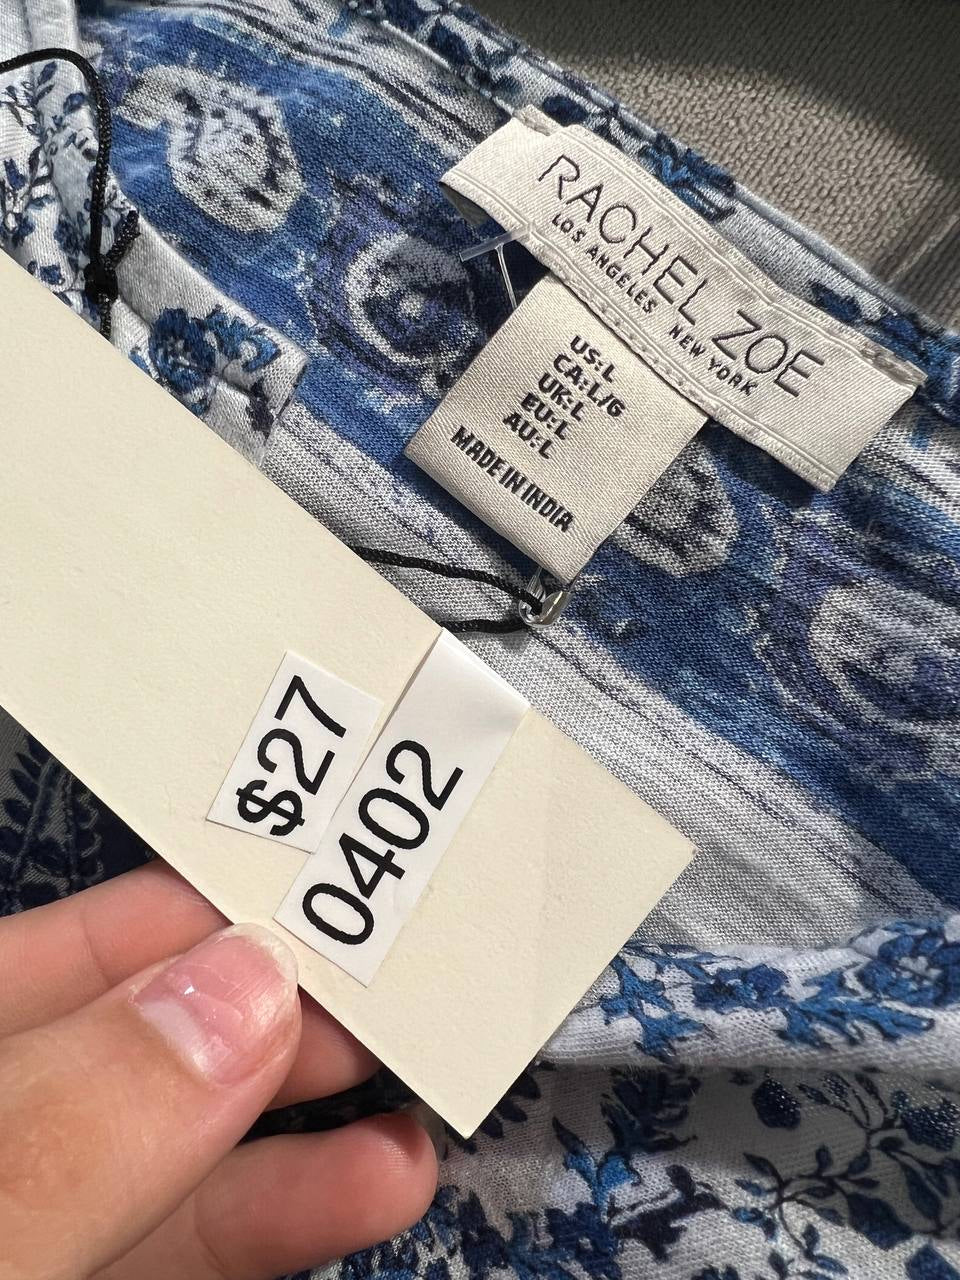 RACHEL ZOE
LOS ANGELES NEW YORK
US:L
CA:L/G
UK:L
EU:L
AU:L
MADE IN INDIA
$27
0402